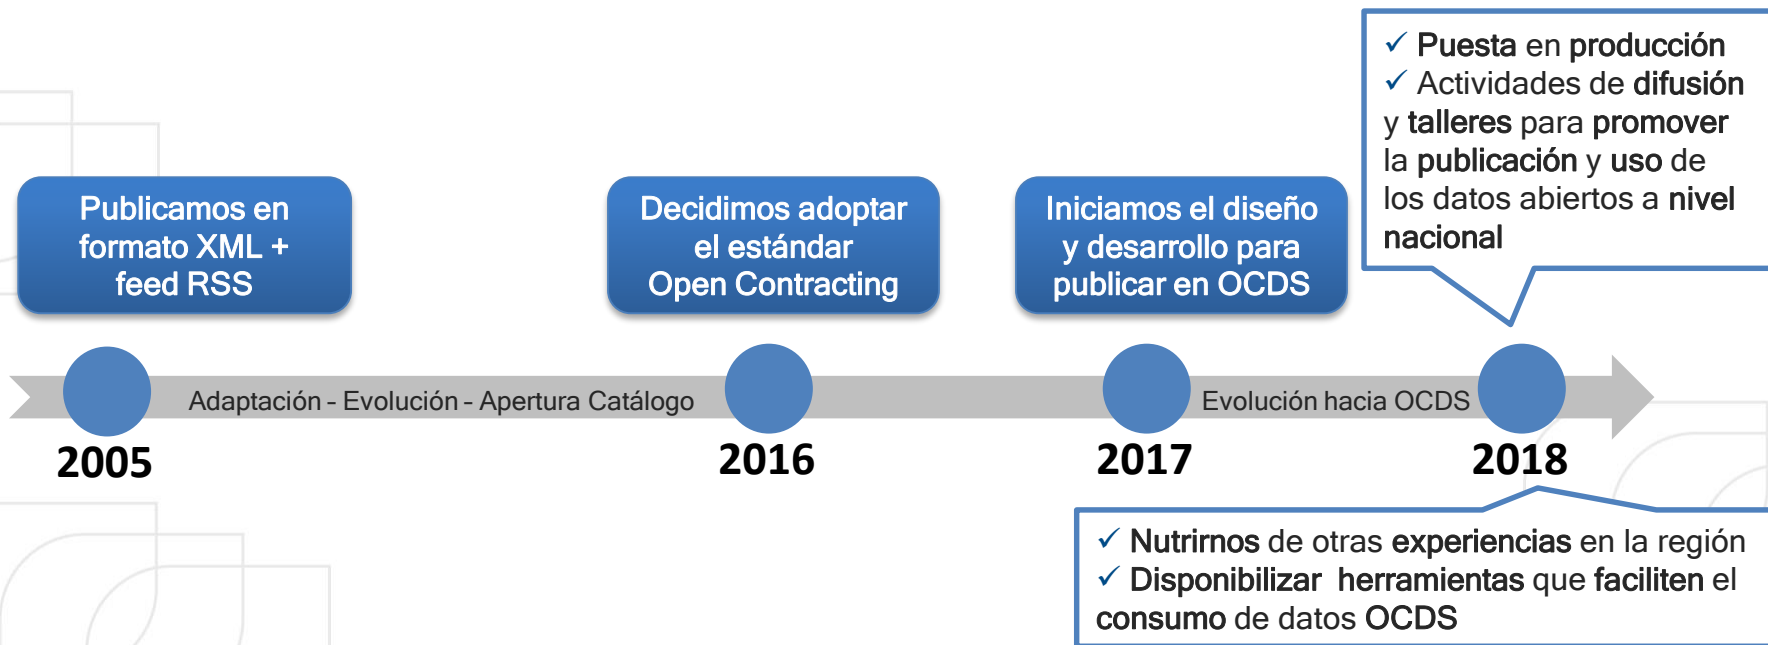 Publicamos en
formato XML +
feed RSS
Decidimos adoptar
el estándar
Open Contracting
Iniciamos el diseño
y desarrollo para
publicar en OCDS
✓ Puesta en producción
✓ Actividades de difusión
y talleres para promover
la publicación y uso de
los datos abiertos a nivel
nacional
Adaptación - Evolución - Apertura Catálogo
Evolución hacia OCDS
2005
2016
2017
2018
✓ Nutrirnos de otras experiencias en la región
✓ Disponibilizar herramientas que faciliten el
consumo de datos OCDS